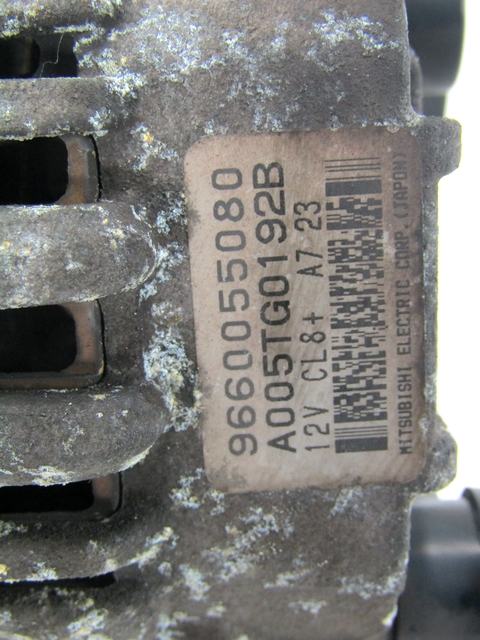 9660055080
A005TG0192B
12V CL8+ A7 23
MITSUBISHI ELECTRIC CORP. (JAPON)